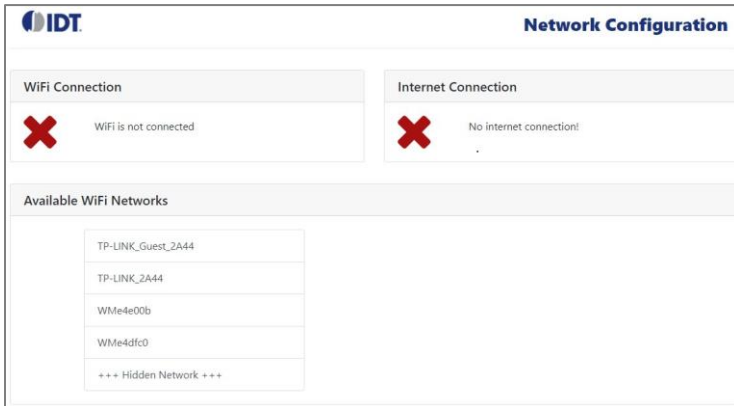 IDT.
Network Configuration
WiFi Connection
WiFi is not connected
Internet Connection
No internet connection!
.
Available WiFi Networks
TP-LINK_Guest_2A44
TP-LINK_2A44
WMe4e00b
WMe4dfc0
+++ Hidden Network +++